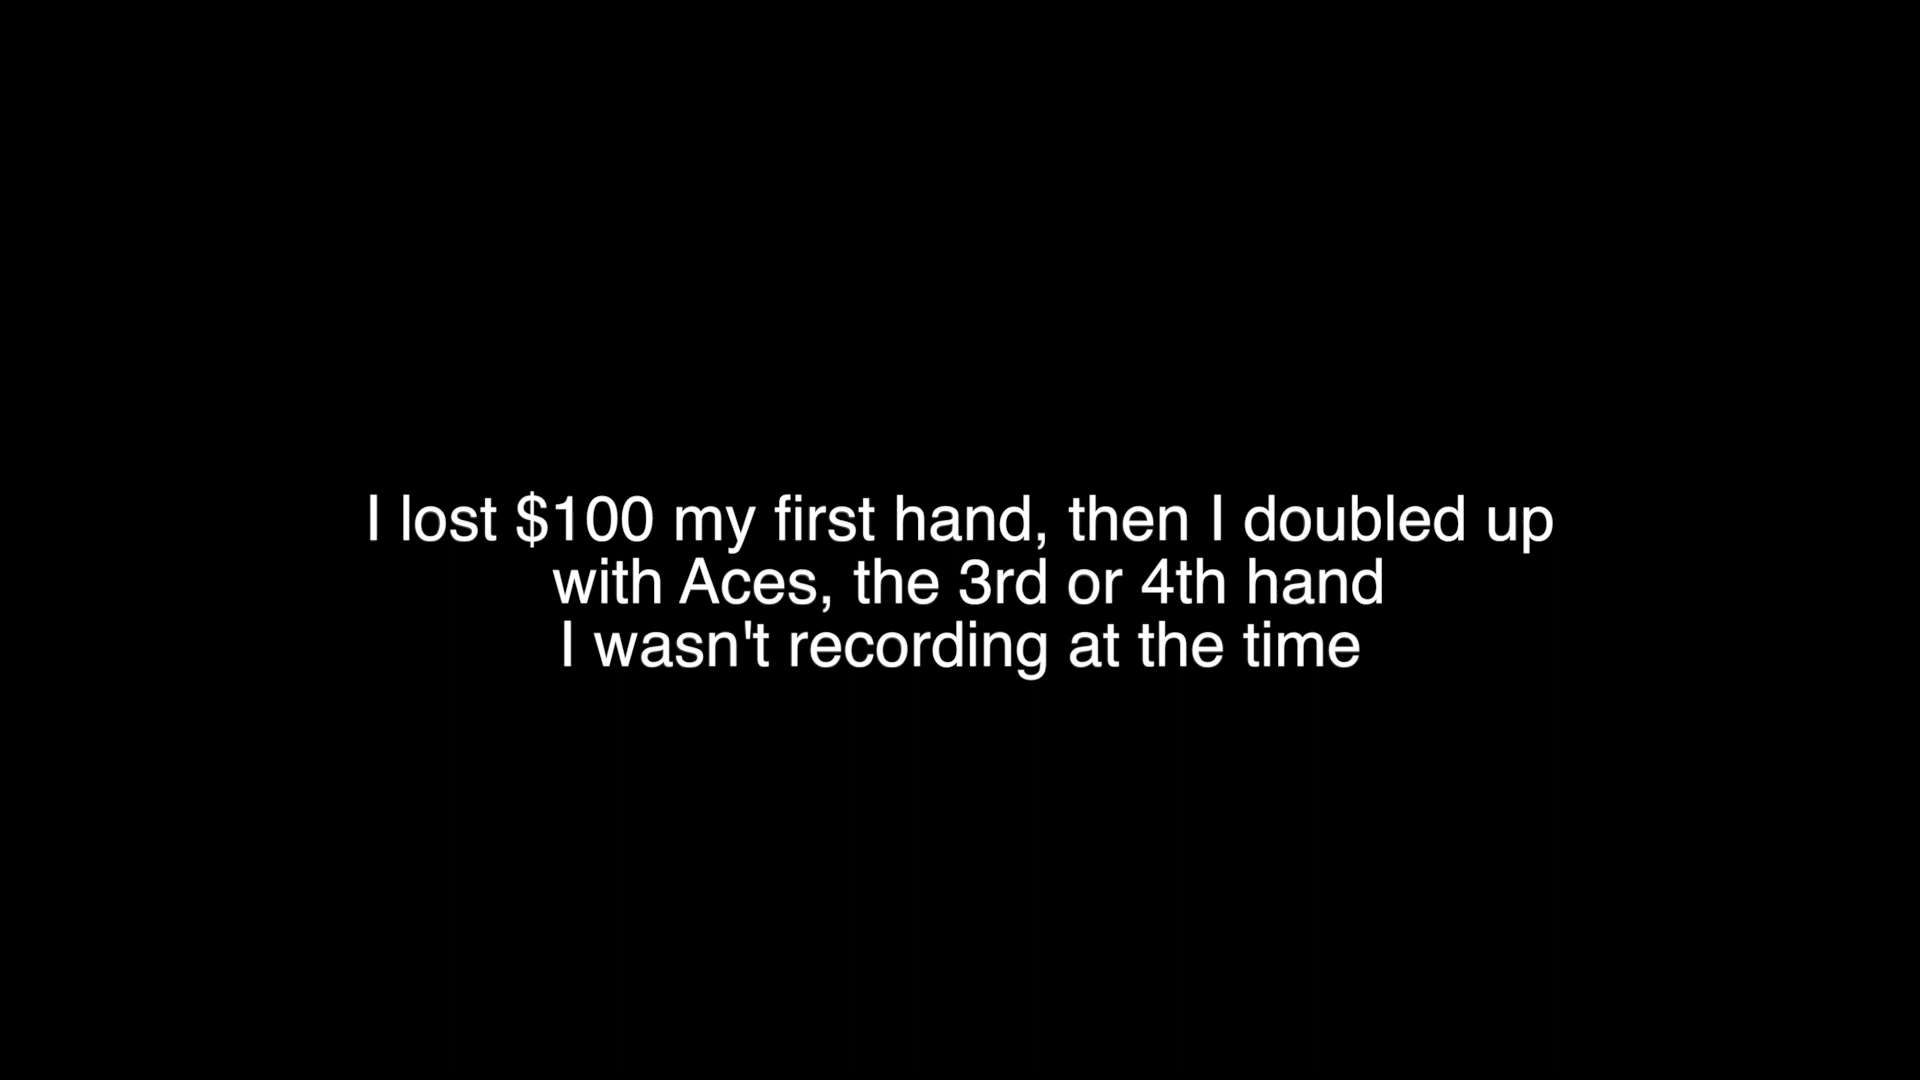 I lost $100 my first hand, then I doubled up
with Aces, the 3rd or 4th hand
I wasn't recording at the time